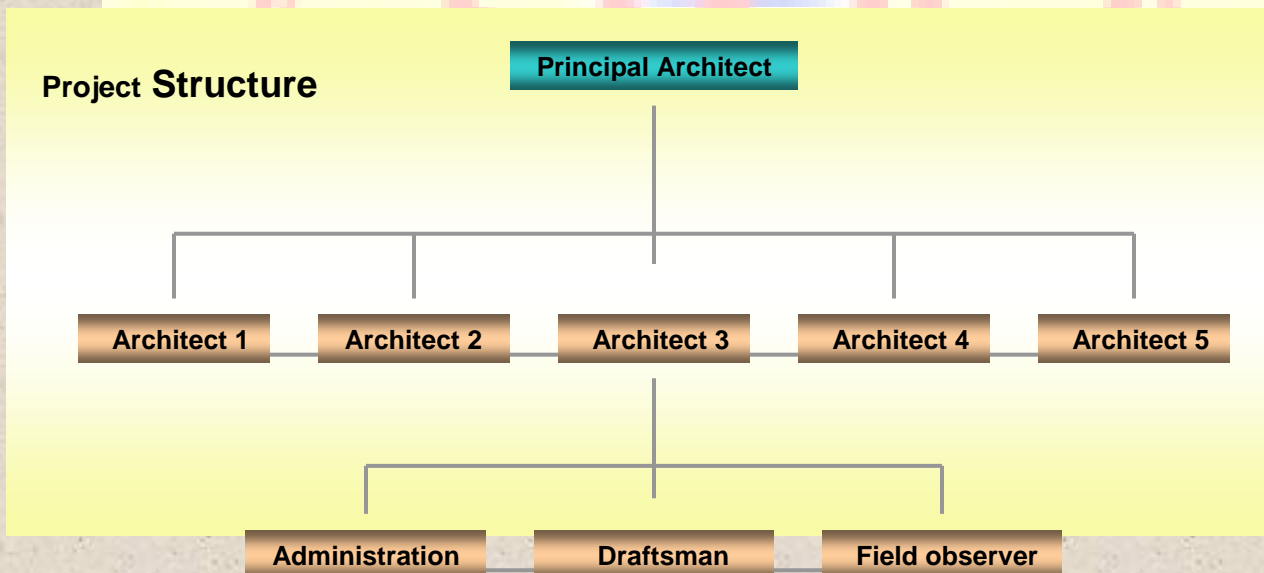 Principal Architect
Project Structure
Architect 1
Architect 2
Architect 3
Architect 4
Architect 5
Administration
Draftsman
Field observer